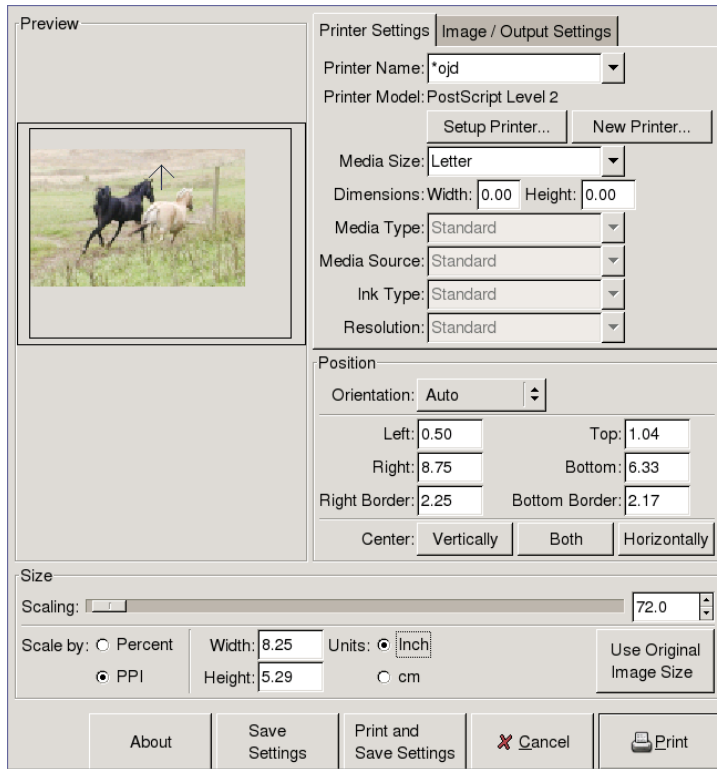 Preview
Printer Settings Image / Output Settings
Printer Name: *ojd
Printer Model: PostScript Level 2
Setup Printer... New Printer...
Media Size: Letter
Dimensions: Width: 0.00 Height: 0.00
Media Type: Standard
Media Source: Standard
Ink Type: Standard
Resolution: Standard
Position
Orientation: Auto
Left: 0.50 Top: 1.04
Right: 8.75 Bottom: 6.33
Right Border: 2.25 Bottom Border: 2.17
Center: Vertically Both Horizontally
Size
Scaling: 72.0
Scale by: Percent Width: 8.25 Units: Inch
PPI Height: 5.29 cm
Use Original
Image Size
About
Save
Settings
Print and
Save Settings
Cancel
Print